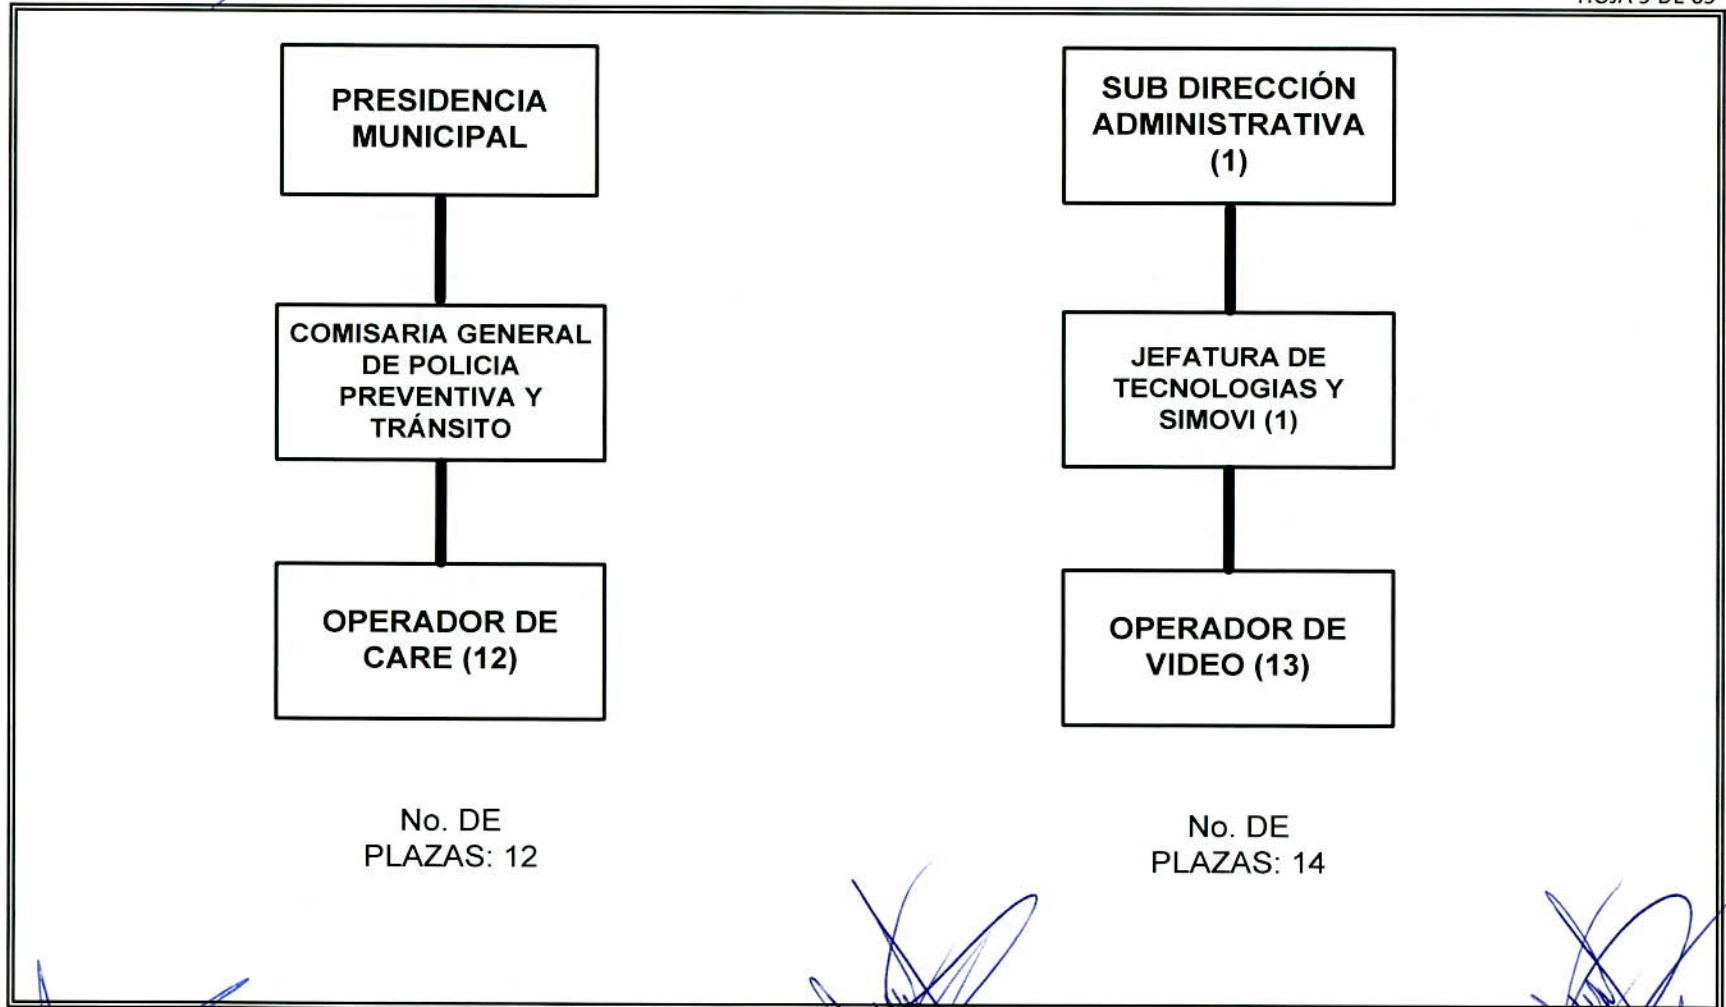 PRESIDENCIA
MUNICIPAL
COMISARIA GENERAL
DE POLICIA
PREVENTIVA Y
TRÁNSITO
OPERADOR DE
CARE (12)
No. DE
PLAZAS: 12
SUB DIRECCIÓN
ADMINISTRATIVA
(1)
JEFATURA DE
TECNOLOGIAS Y
SIMOVI (1)
OPERADOR DE
VIDEO (13)
No. DE
PLAZAS: 14